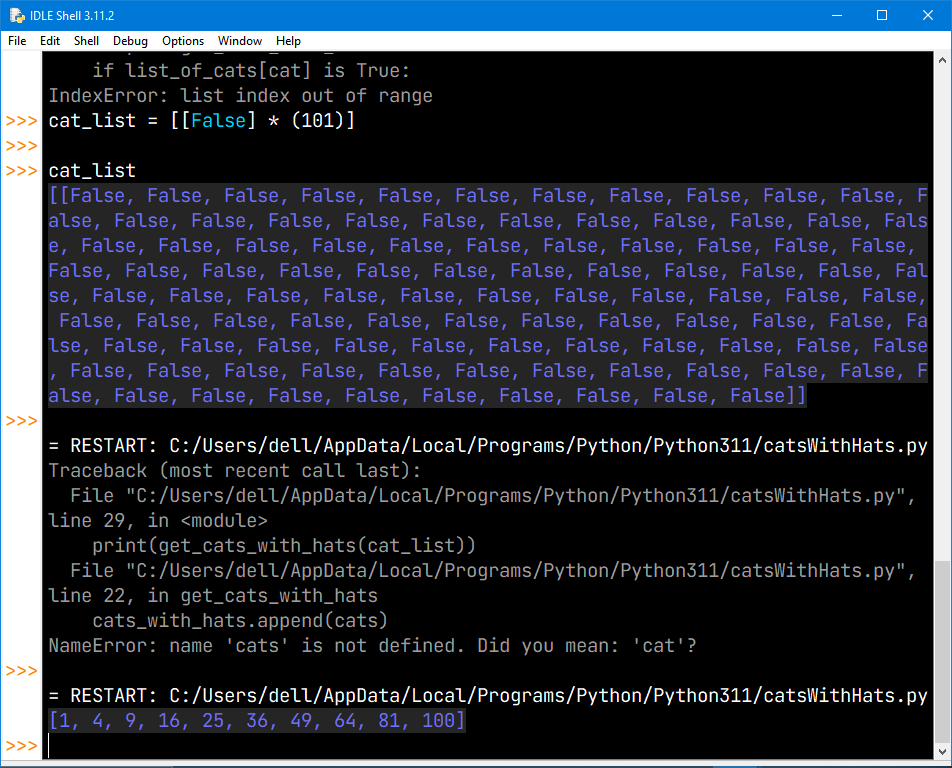 IDLE Shell 3.11.2
File Edit Shell Debug Options Window Help
if list_of_cats[cat] is True:
IndexError: list index out of range
>>> cat_list = [[False] * (101)]
>>>
>>> cat_list
[[False, False, False, False, False, False, False, False, False, False, False, F
alse, False, False, False, False, False, False, False, False, False, False, Fals
e, False, False, False, False, False, False, False, False, False, False, False,
False, False, False, False, False, False, False, False, False, False, False, Fal
se, False, False, False, False, False, False, False, False, False, False, False,
False, False, False, False, False, False, False, False, False, False, False, Fa
lse, False, False, False, False, False, False, False, False, False, False, False
, False, False, False, False, False, False, False, False, False, False, False, F
alse, False, False, False, False, False, False, False, False, False]]
>>>
= RESTART: C:/Users/dell/AppData/Local/Programs/Python/Python311/catsWithHats.py
Traceback (most recent call last):
File "C:/Users/dell/AppData/Local/Programs/Python/Python311/catsWithHats.py",
line 29, in <module>
print(get_cats_with_hats(cat_list))
File "C:/Users/dell/AppData/Local/Programs/Python/Python311/catsWithHats.py",
line 22, in get_cats_with_hats
cats_with_hats.append(cats)
NameError: name 'cats' is not defined. Did you mean: 'cat'?
>>>
= RESTART: C:/Users/dell/AppData/Local/Programs/Python/Python311/catsWithHats.py
[1, 4, 9, 16, 25, 36, 49, 64, 81, 100]
>>>